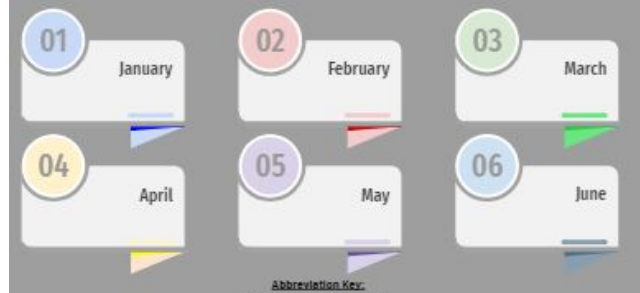 01
January
02
February
03
March
04
April
05
May
06
June
Abbreviation Key: